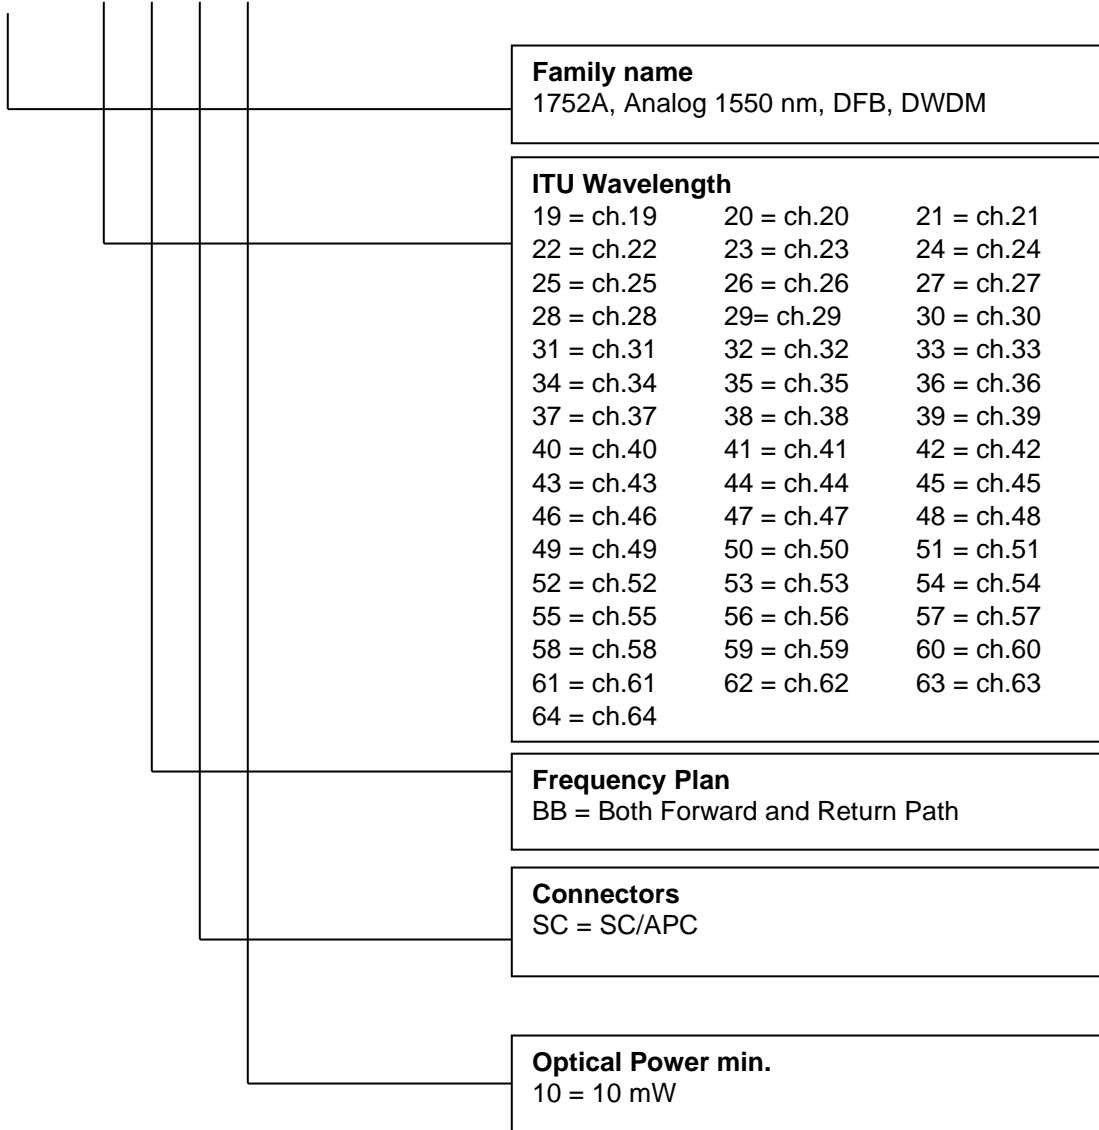 Family name
1752A, Analog 1550 nm, DFB, DWDM
ITU Wavelength
19 = ch.19 20 = ch.20 21 = ch.21
22 = ch.22 23 = ch.23 24 = ch.24
25 = ch.25 26 = ch.26 27 = ch.27
28 = ch.28 29= ch.29 30 = ch.30
31 = ch.31 32 = ch.32 33 = ch.33
34 = ch.34 35 = ch.35 36 = ch.36
37 = ch.37 38 = ch.38 39 = ch.39
40 = ch.40 41 = ch.41 42 = ch.42
43 = ch.43 44 = ch.44 45 = ch.45
46 = ch.46 47 = ch.47 48 = ch.48
49 = ch.49 50 = ch.50 51 = ch.51
52 = ch.52 53 = ch.53 54 = ch.54
55 = ch.55 56 = ch.56 57 = ch.57
58 = ch.58 59 = ch.59 60 = ch.60
61 = ch.61 62 = ch.62 63 = ch.63
64 = ch.64
Frequency Plan
BB = Both Forward and Return Path
Connectors
SC = SC/APC
Optical Power min.
10 = 10 mW